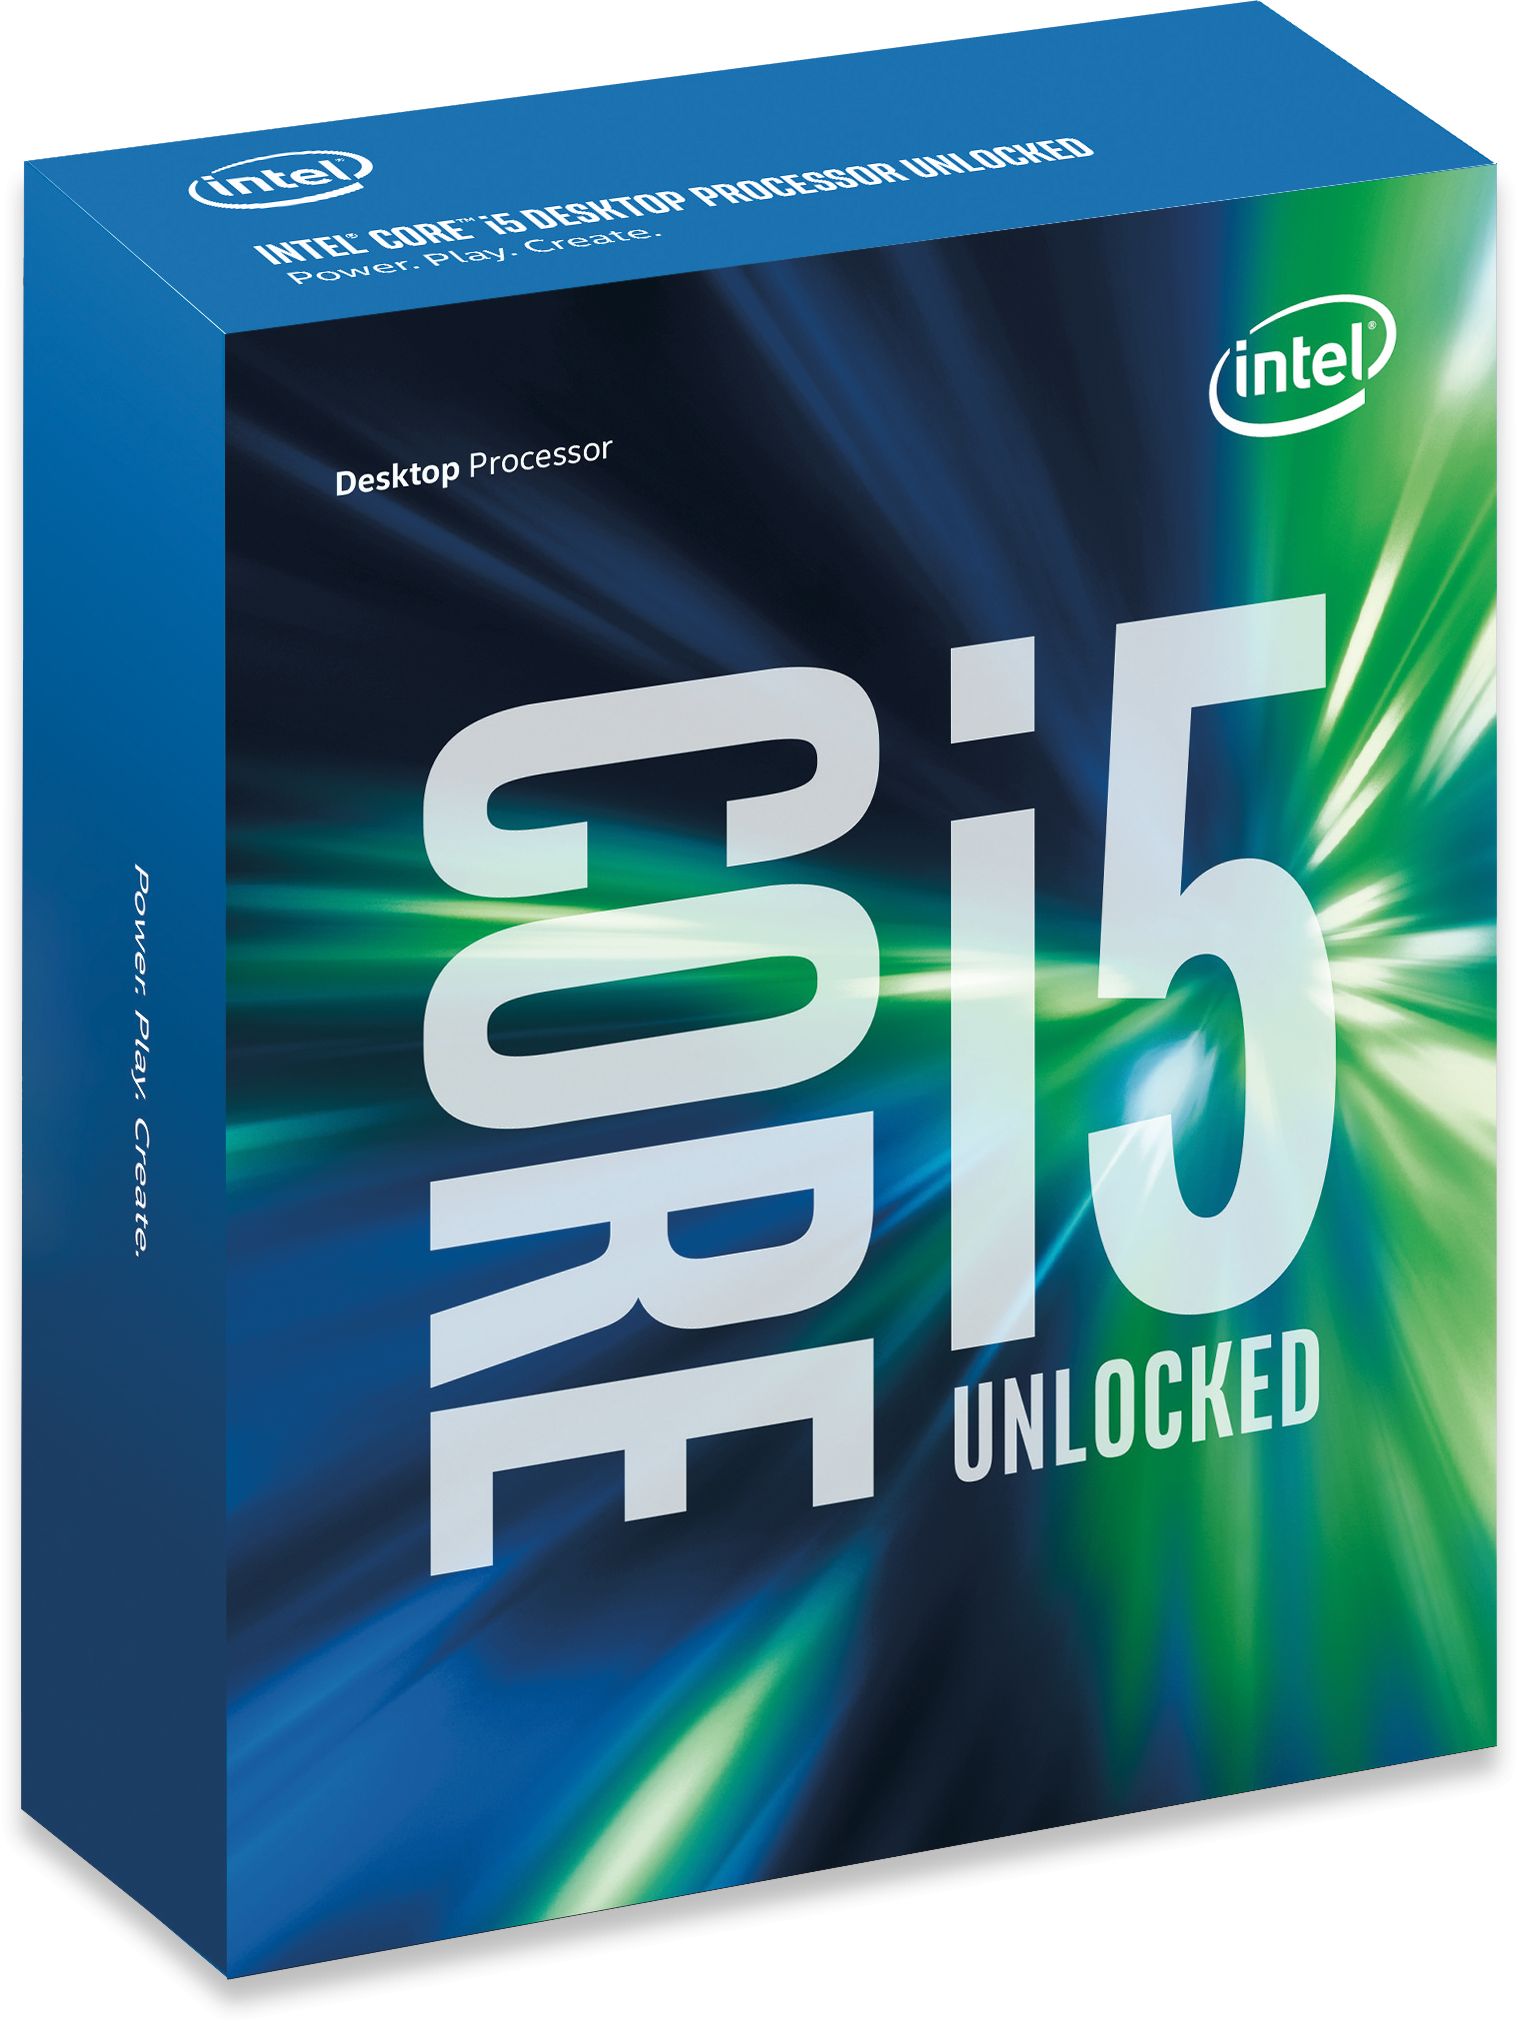 intel®
INTEL® CORE™ i5 DESKTOP PROCESSOR UNLOCKED
Power. Play. Create.
intel®
Desktop Processor
CORE
i5
UNLOCKED
Power. Play. Create.